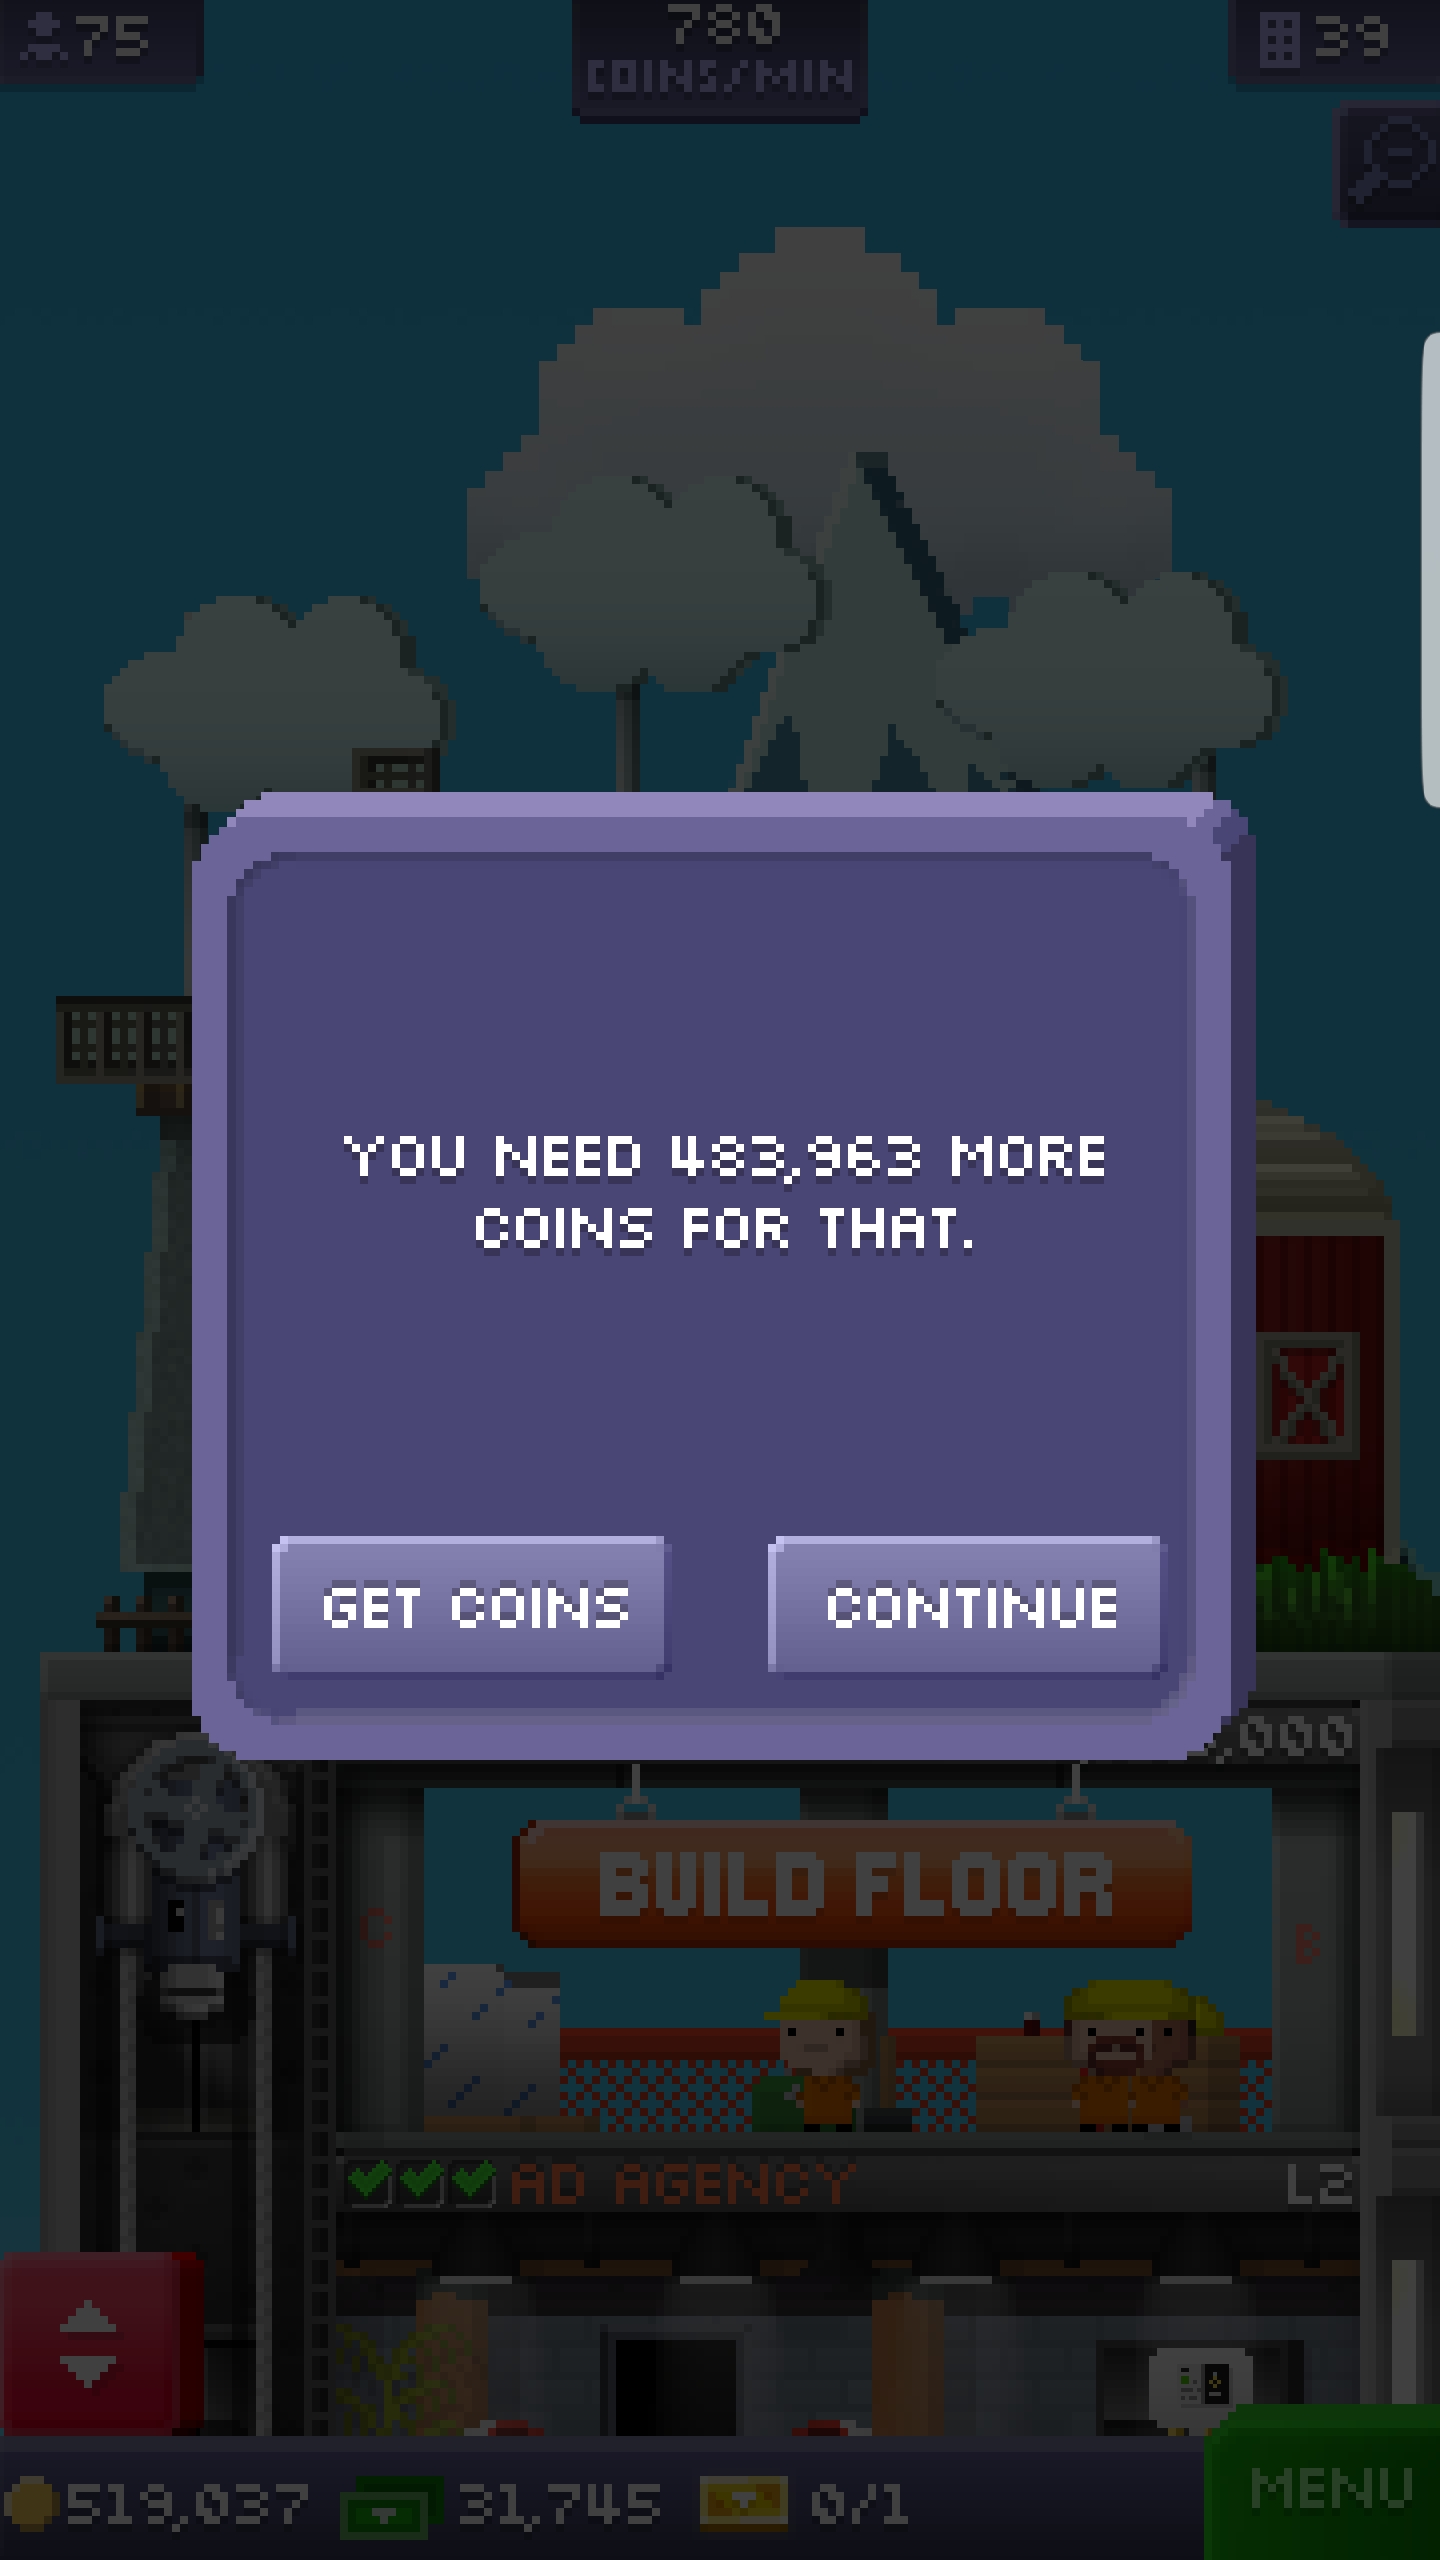 75
780
COINS/MIN
39
YOU NEED 483,963 MORE
COINS FOR THAT.
GET COINS
CONTINUE
,000
BUILD FLOOR
C
B
AD AGENCY
L2
519,037
31,745
0/1
MENU